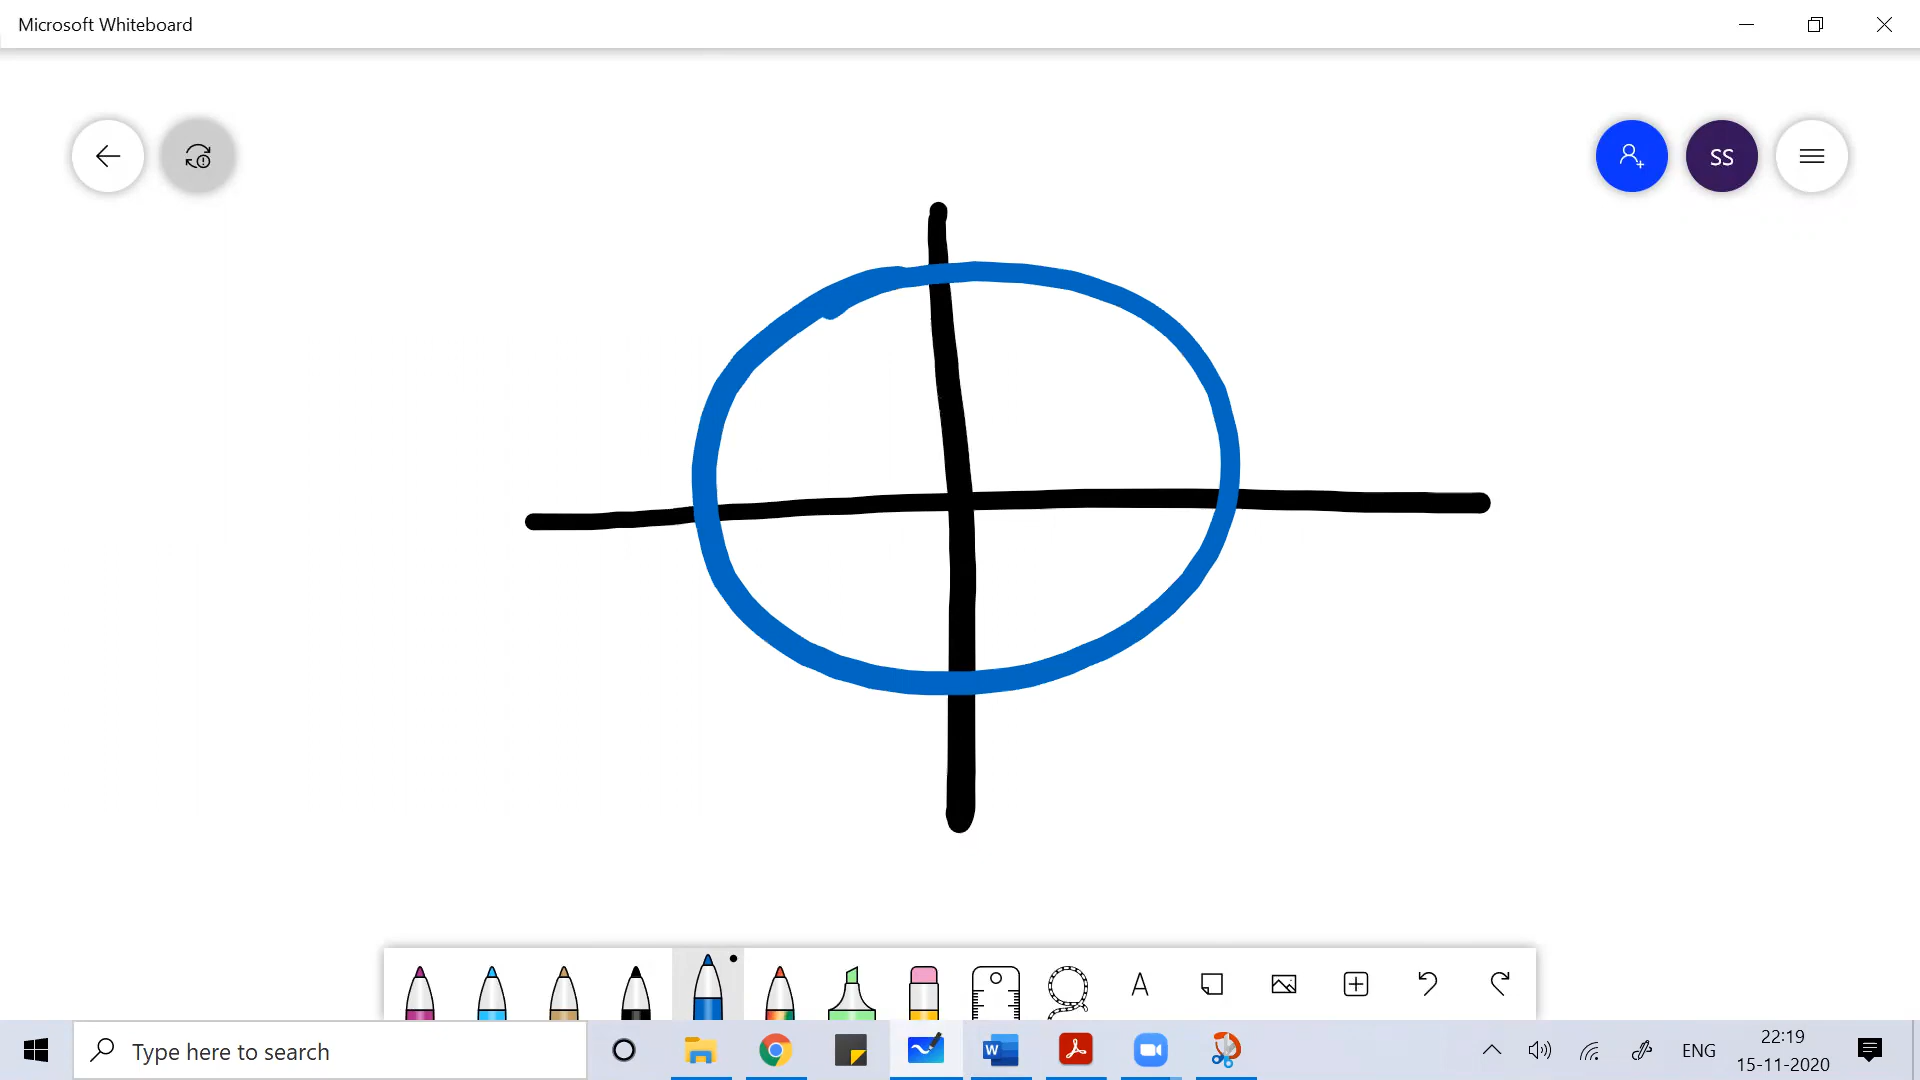 Microsoft Whiteboard
SS
A
Type here to search
W
ENG
22:19
15-11-2020